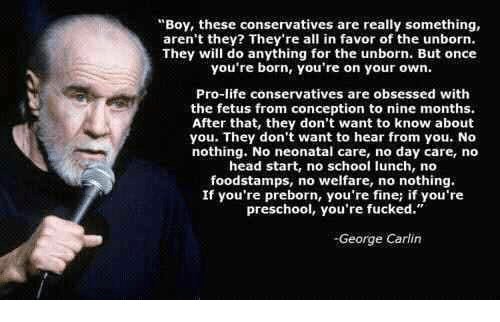 "Boy, these conservatives are really something,
aren't they? They're all in favor of the unborn.
They will do anything for the unborn. But once
you're born, you're on your own.
Pro-life conservatives are obsessed with
the fetus from conception to nine months.
After that, they don't want to know about
you. They don't want to hear from you. No
nothing. No neonatal care, no day care, no
head start, no school lunch, no
foodstamps, no welfare, no nothing.
If you're preborn, you're fine; if you're
preschool, you're fucked."
-George Carlin